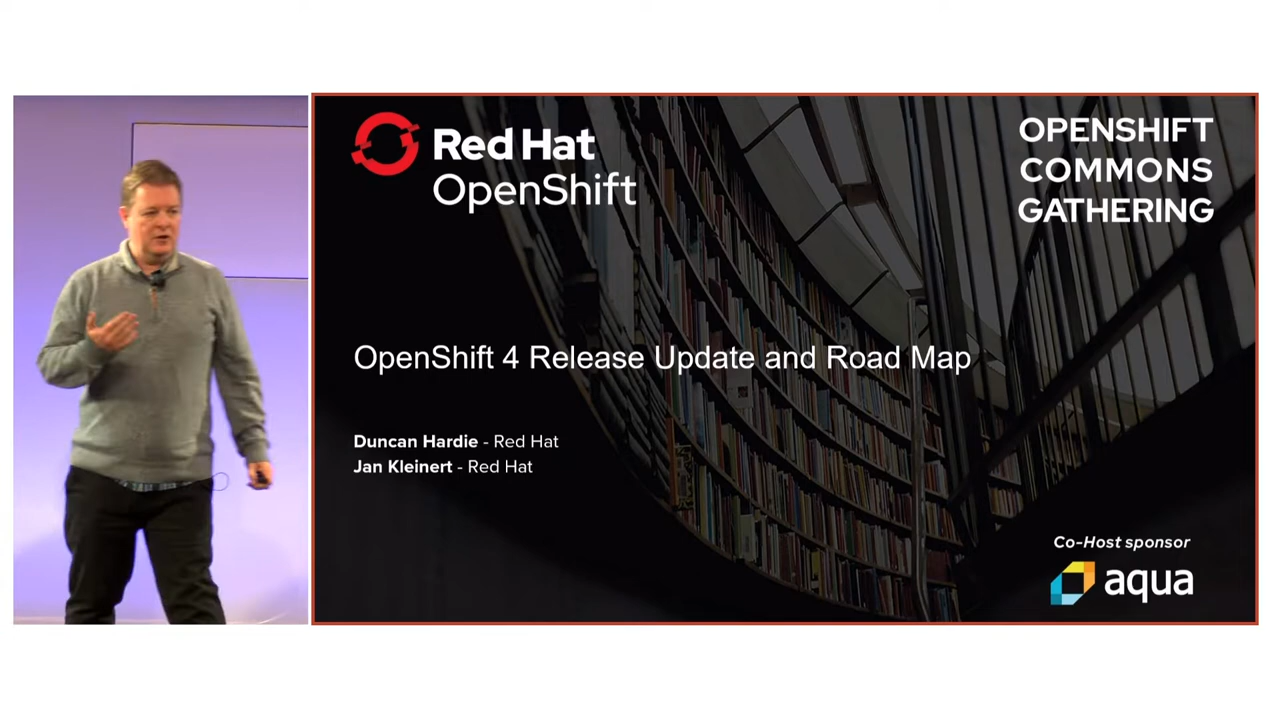 Red Hat
OpenShift
OPENSHIFT
COMMONS
GATHERING
OpenShift 4 Release Update and Road Map
Duncan Hardie - Red Hat
Jan Kleinert - Red Hat
Co-Host sponsor
aqua